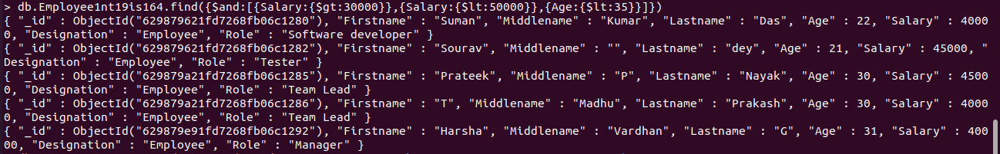 > db.Employee1nt19is164.find({$and:[{Salary:{$gt:30000}},{Salary:{$lt:50000}},{Age:{$lt:35}}]})
{ "_id" : ObjectId("629879621fd7268fb06c1280"), "Firstname" : "Suman", "Middlename" : "Kumar", "Lastname" : "Das", "Age" : 22, "Salary" : 4000
0, "Designation" : "Employee", "Role" : "Software developer" }
{ "_id" : ObjectId("629879621fd7268fb06c1282"), "Firstname" : "Sourav", "Middlename" : "", "Lastname" : "dey", "Age" : 21, "Salary" : 45000, "
Designation" : "Employee", "Role" : "Tester" }
{ "_id" : ObjectId("629879a21fd7268fb06c1285"), "Firstname" : "Prateek", "Middlename" : "P", "Lastname" : "Nayak", "Age" : 30, "Salary" : 4500
0, "Designation" : "Employee", "Role" : "Team Lead" }
{ "_id" : ObjectId("629879a21fd7268fb06c1286"), "Firstname" : "T", "Middlename" : "Madhu", "Lastname" : "Prakash", "Age" : 30, "Salary" : 4000
0, "Designation" : "Employee", "Role" : "Team Lead" }
{ "_id" : ObjectId("629879e91fd7268fb06c1292"), "Firstname" : "Harsha", "Middlename" : "Vardhan", "Lastname" : "G", "Age" : 31, "Salary" : 400
00, "Designation" : "Employee", "Role" : "Manager" }